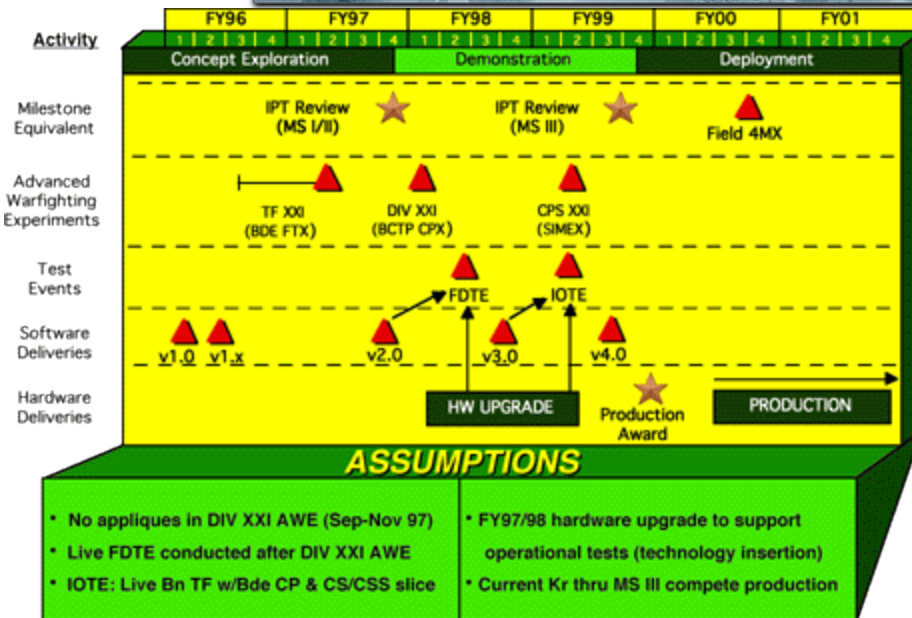 FY96 FY97 FY98 FY99 FY00 FY01
Activity
1 2 3 4 1 2 3 4 1 2 3 4 1 2 3 4 1 2 3 4 1 2 3 4
Concept Exploration Demonstration Deployment
Milestone
Equivalent
IPT Review
(MS I/II)
IPT Review
(MS III)
Field 4MX
Advanced
Warfighting
Experiments
TF XXI
(BDE FTX)
DIV XXI
(BCTP CPX)
CPS XXI
(SIMEX)
Test
Events
FDTE
IOTE
Software
Deliveries
v1.0
v1.x
v2.0
v3.0
v4.0
Hardware
Deliveries
HW UPGRADE
Production
Award
PRODUCTION
ASSUMPTIONS
• No appliques in DIV XXI AWE (Sep-Nov 97)
• Live FDTE conducted after DIV XXI AWE
• IOTE: Live Bn TF w/Bde CP & CS/CSS slice
• FY97/98 hardware upgrade to support
operational tests (technology insertion)
• Current Kr thru MS III compete production